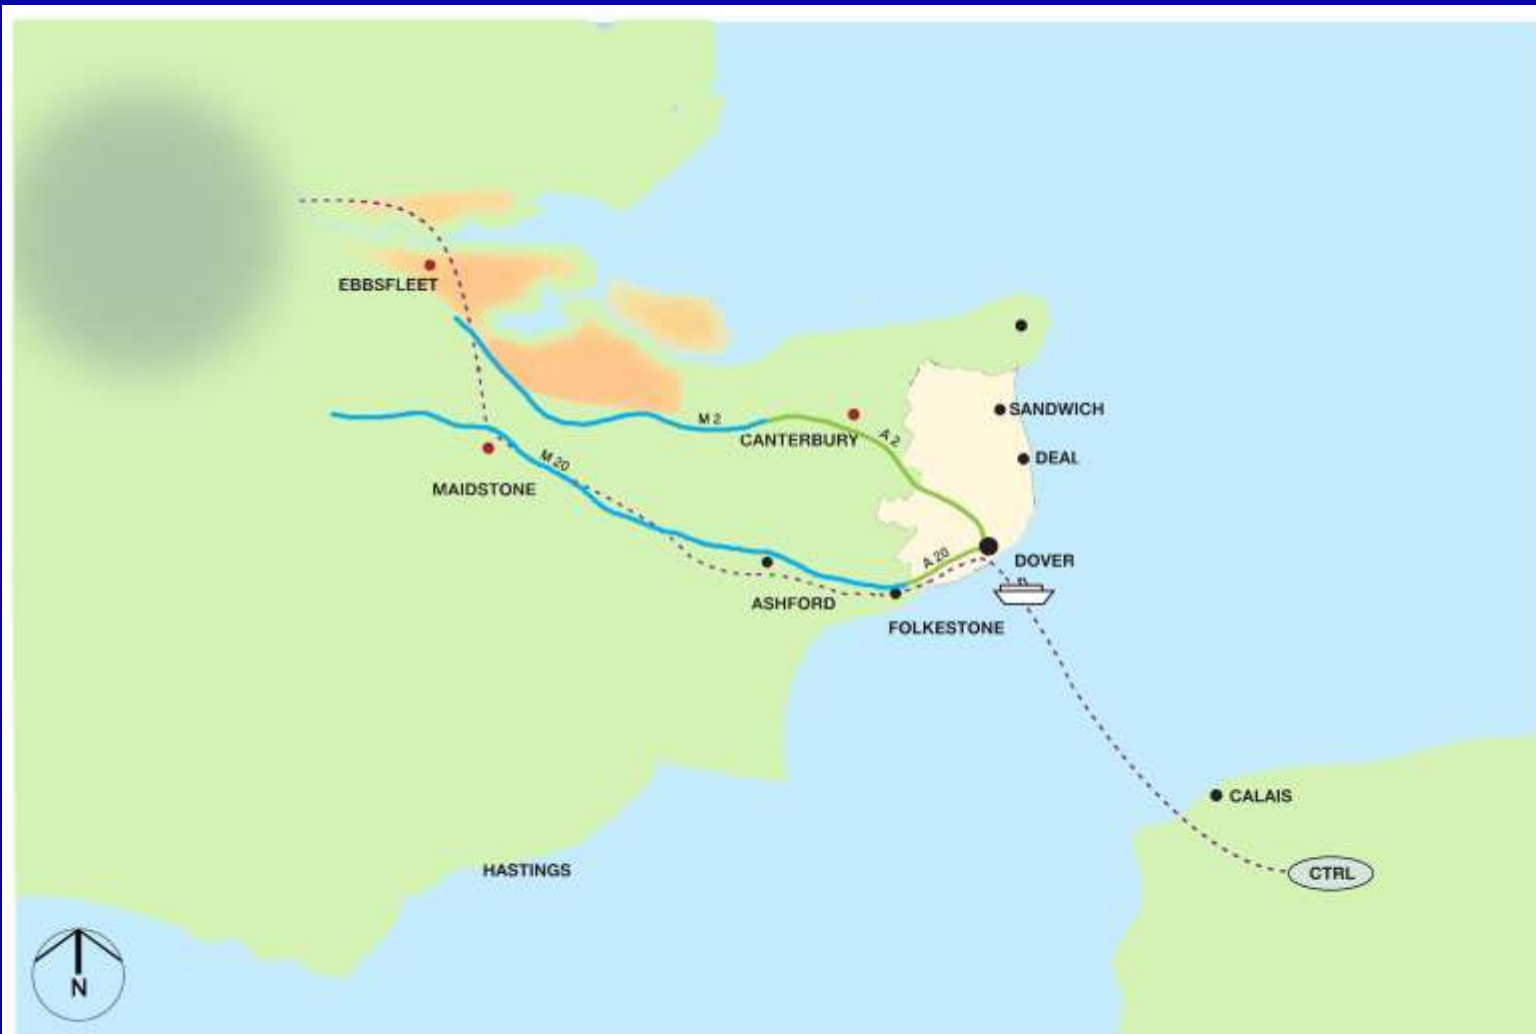 EBBSFLEET
SANDWICH
M 2
CANTERBURY
A 2
DEAL
M 20
MAIDSTONE
A 20
DOVER
ASHFORD
FOLKESTONE
CALAIS
HASTINGS
CTRL
N